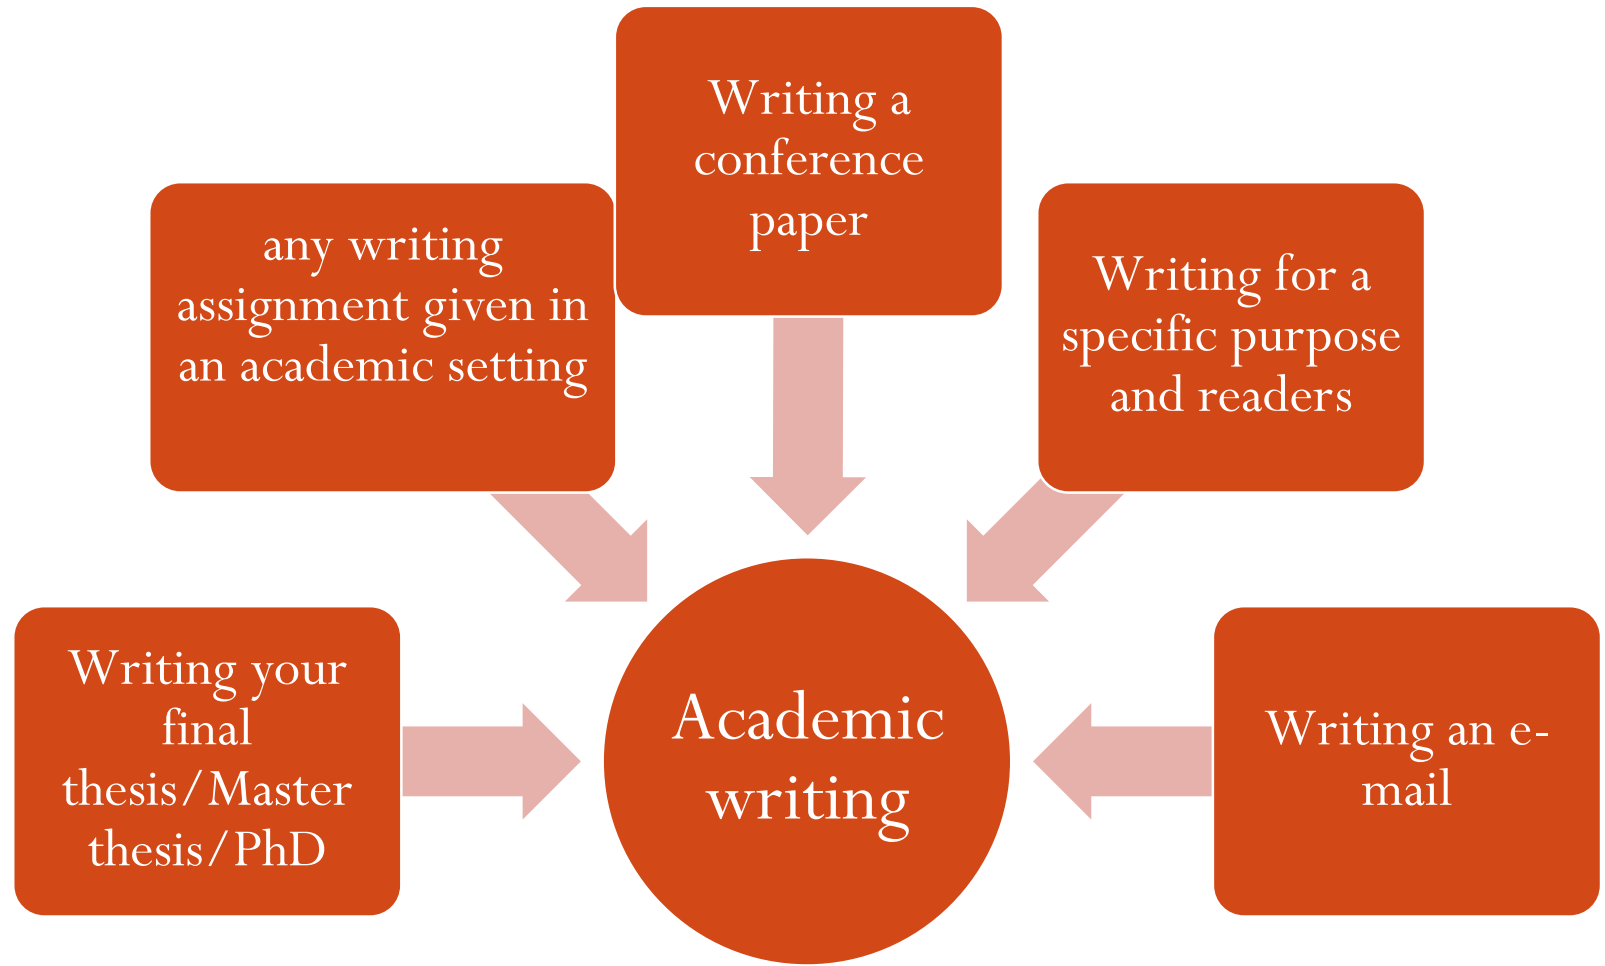 Writing a
conference
paper
any writing
assignment given in
an academic setting
Writing for a
specific purpose
and readers
Writing your
final
thesis/Master
thesis/PhD
Academic
writing
Writing an e-
mail